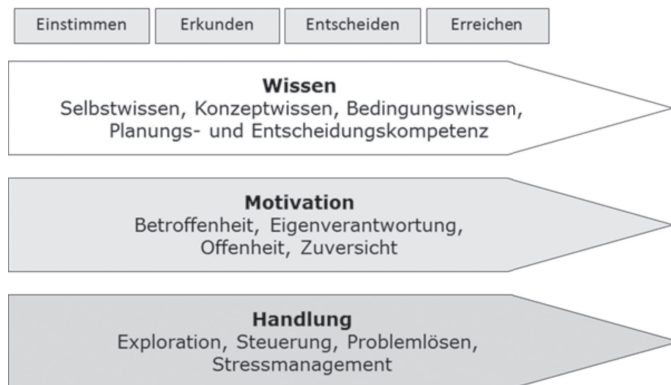 Einstimmen
Erkunden
Entscheiden
Erreichen
Wissen
Selbstwissen, Konzeptwissen, Bedingungswissen,
Planungs- und Entscheidungskompetenz
Motivation
Betroffenheit, Eigenverantwortung,
Offenheit, Zuversicht
Handlung
Exploration, Steuerung, Problemlösen,
Stressmanagement